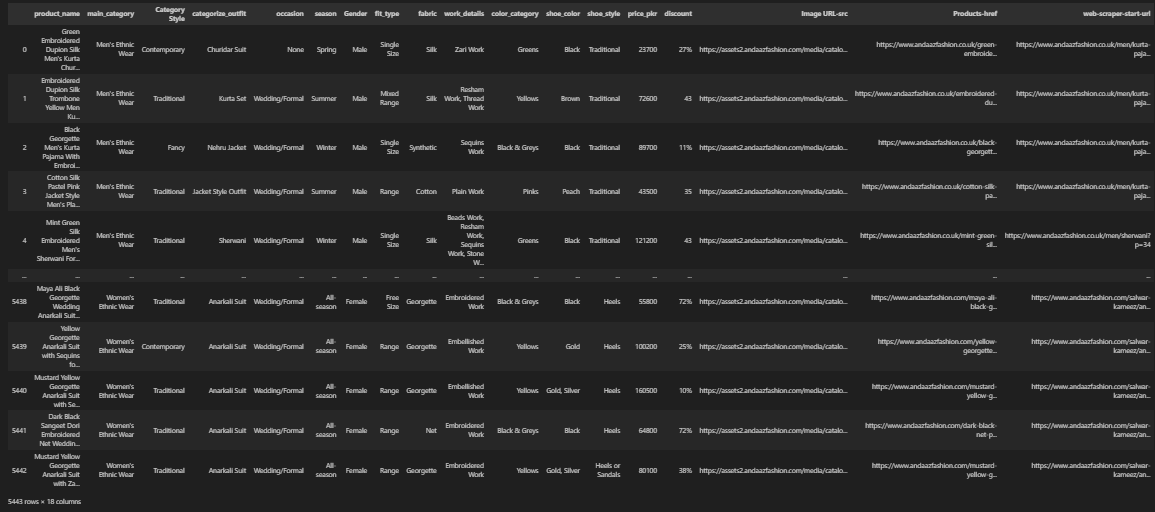 product_name main_category Category Style categorize_outfit occasion season Gender fit_type fabric work_details color_category shoe_color shoe_style price_pkr discount Image URL-src Products-href web-scraper-start-url
0 Green Embroidered Dupion Silk Men's Kurta Chur... Men's Ethnic Wear Contemporary Churidar Suit None Spring Male Single Size Silk Zari Work Greens Black Traditional 23700 27% https://assets2.andaazfashion.com/media/catalo... https://www.andaazfashion.co.uk/green-embroide... https://www.andaazfashion.co.uk/men/kurta-paja...
1 Embroidered Dupion Silk Trombone Yellow Men Ku... Men's Ethnic Wear Traditional Kurta Set Wedding/Formal Summer Male Mixed Range Silk Resham Work, Thread Work Yellows Brown Traditional 72600 43 https://assets2.andaazfashion.com/media/catalo... https://www.andaazfashion.co.uk/embroidered-du... https://www.andaazfashion.co.uk/men/kurta-paja...
2 Black Georgette Men's Kurta Pajama With Embroi... Men's Ethnic Wear Fancy Nehru Jacket Wedding/Formal Winter Male Single Size Synthetic Sequins Work Black & Greys Black Traditional 89700 11% https://assets2.andaazfashion.com/media/catalo... https://www.andaazfashion.co.uk/black-georgett... https://www.andaazfashion.co.uk/men/kurta-paja...
3 Cotton Silk Pastel Pink Jacket Style Men's Pla... Men's Ethnic Wear Traditional Jacket Style Outfit Wedding/Formal Summer Male Range Cotton Plain Work Pinks Peach Traditional 43500 35 https://assets2.andaazfashion.com/media/catalo... https://www.andaazfashion.co.uk/cotton-silk-pa... https://www.andaazfashion.co.uk/men/kurta-paja...
4 Mint Green Silk Embroidered Men's Sherwani For... Men's Ethnic Wear Traditional Sherwani Wedding/Formal Winter Male Single Size Silk Beads Work, Resham Work, Sequins Work, Stone W... Greens Black Traditional 121200 43 https://assets2.andaazfashion.com/media/catalo... https://www.andaazfashion.co.uk/mint-green-sil... https://www.andaazfashion.co.uk/men/sherwani?p=34
... ... ... ... ... ... ... ... ... ... ... ... ... ... ... ... ... ... ...
5438 Maya Ali Black Georgette Wedding Anarkali Suit... Women's Ethnic Wear Traditional Anarkali Suit Wedding/Formal All-season Female Free Size Georgette Embroidered Work Black & Greys Black Heels 55800 72% https://assets2.andaazfashion.com/media/catalo... https://www.andaazfashion.com/maya-ali-black-g... https://www.andaazfashion.com/salwar-kameez/an...
5439 Yellow Georgette Anarkali Suit with Sequins fo... Women's Ethnic Wear Contemporary Anarkali Suit Wedding/Formal All-season Female Range Georgette Embellished Work Yellows Gold Heels 100200 25% https://assets2.andaazfashion.com/media/catalo... https://www.andaazfashion.com/yellow-georgette... https://www.andaazfashion.com/salwar-kameez/an...
5440 Mustard Yellow Georgette Anarkali Suit with Se... Women's Ethnic Wear Traditional Anarkali Suit Wedding/Formal All-season Female Range Georgette Embellished Work Yellows Gold, Silver Heels 160500 10% https://assets2.andaazfashion.com/media/catalo... https://www.andaazfashion.com/mustard-yellow-g... https://www.andaazfashion.com/salwar-kameez/an...
5441 Dark Black Sangeet Dori Embroidered Net Weddin... Women's Ethnic Wear Traditional Anarkali Suit Wedding/Formal All-season Female Range Net Embroidered Work Black & Greys Black Heels 64800 72% https://assets2.andaazfashion.com/media/catalo... https://www.andaazfashion.com/dark-black-net-p... https://www.andaazfashion.com/salwar-kameez/an...
5442 Mustard Yellow Georgette Anarkali Suit with Za... Women's Ethnic Wear Traditional Anarkali Suit Wedding/Formal All-season Female Range Georgette Embroidered Work Yellows Gold, Silver Heels or Sandals 80100 38% https://assets2.andaazfashion.com/media/catalo... https://www.andaazfashion.com/mustard-yellow-g... https://www.andaazfashion.com/salwar-kameez/an...
5443 rows × 18 columns